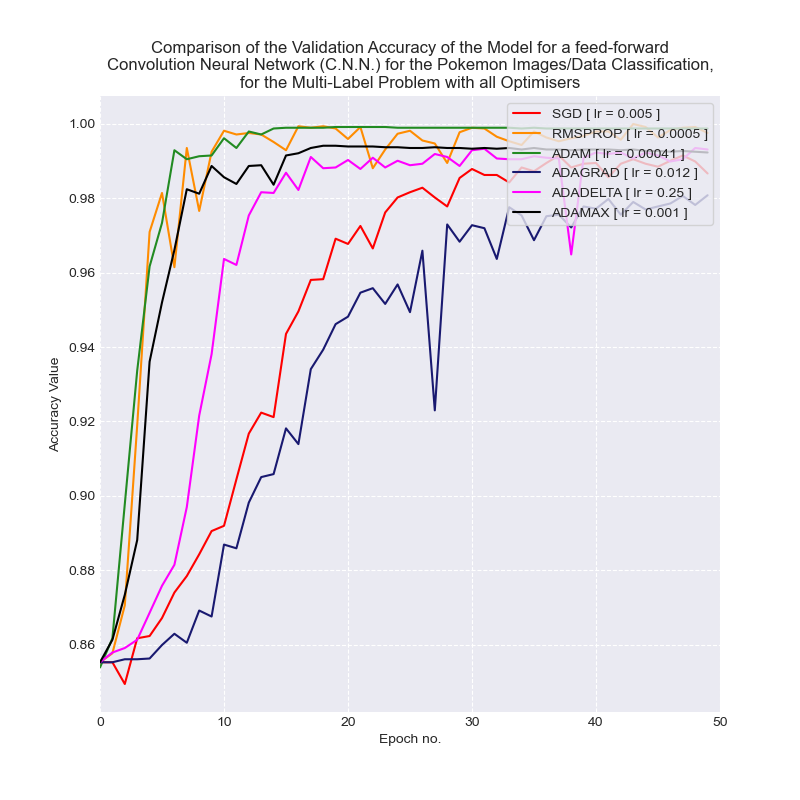 Comparison of the Validation Accuracy of the Model for a feed-forward
Convolution Neural Network (C.N.N.) for the Pokemon Images/Data Classification,
for the Multi-Label Problem with all Optimisers
1.00
0.98
0.96
0.94
0.92
0.90
0.88
0.86
Accuracy Value
SGD [ lr = 0.005 ]
RMSPROP [ lr = 0.0005 ]
ADAM [ lr = 0.00041 ]
ADAGRAD [ lr = 0.012 ]
ADADELTA [ lr = 0.25 ]
ADAMAX [ lr = 0.001 ]
0 10 20 30 40 50
Epoch no.